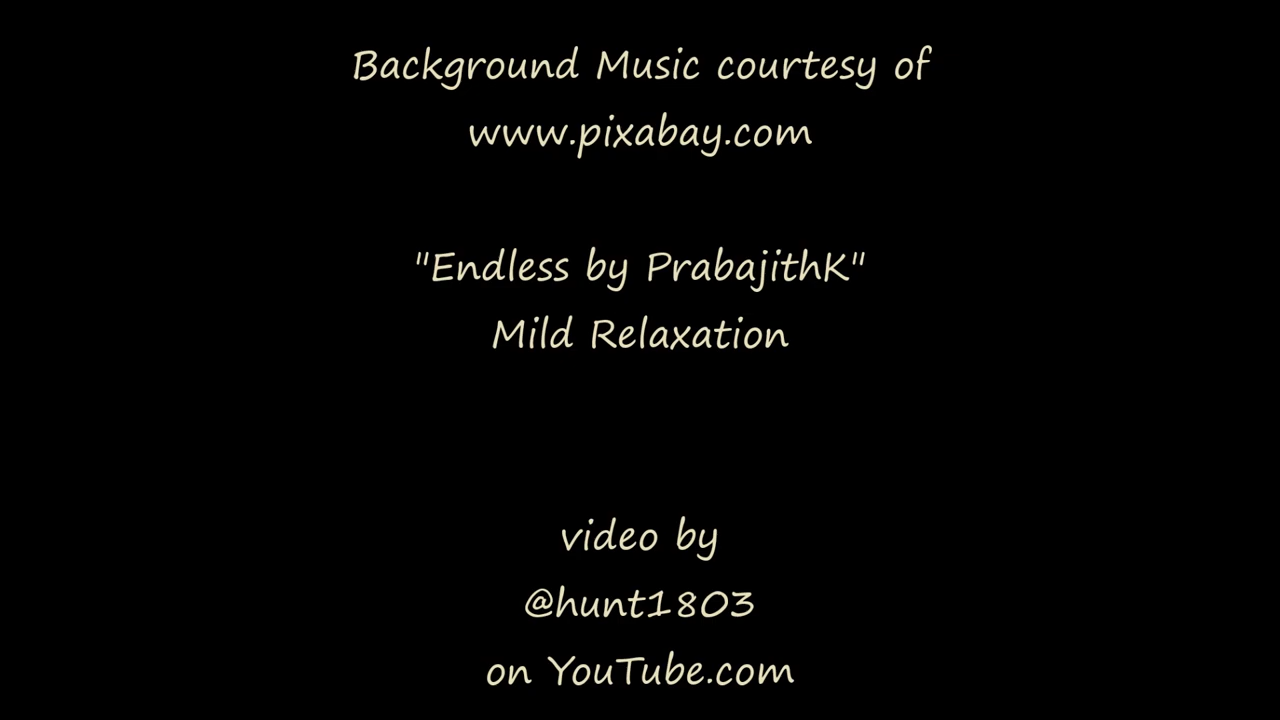 Background Music courtesy of
www.pixabay.com
"Endless by PrabajithK"
Mild Relaxation
video by
@hunt1803
on YouTube.com